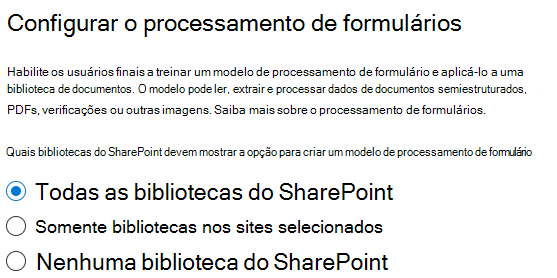 Configurar o processamento de formulários
Habilite os usuários finais a treinar um modelo de processamento de formulário e aplicá-lo a uma
biblioteca de documentos. O modelo pode ler, extrair e processar dados de documentos semiestruturados,
PDFs, verificações ou outras imagens. Saiba mais sobre o processamento de formulários.
Quais bibliotecas do SharePoint devem mostrar a opção para criar um modelo de processamento de formulário
Todas as bibliotecas do SharePoint
Somente bibliotecas nos sites selecionados
Nenhuma biblioteca do SharePoint